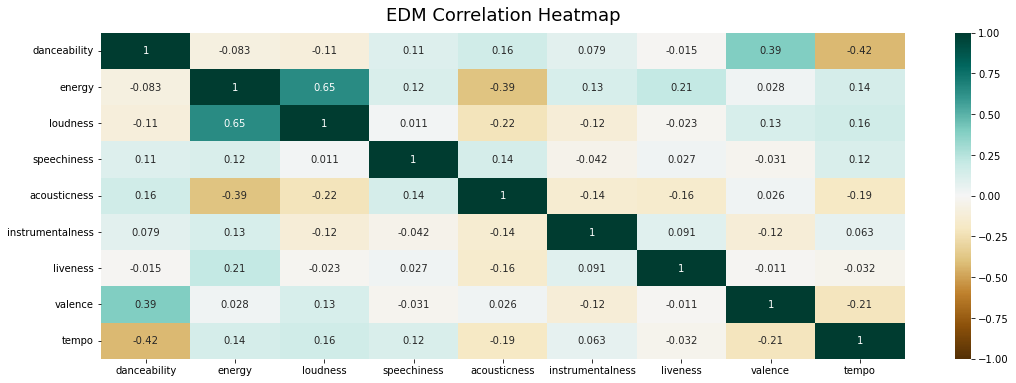 EDM Correlation Heatmap
danceability 1 -0.083 -0.11 0.11 0.16 0.079 -0.015 0.39 -0.42
energy -0.083 1 0.65 0.12 -0.39 0.13 0.21 0.028 0.14
loudness -0.11 0.65 1 0.011 -0.22 -0.12 -0.023 0.13 0.16
speechiness 0.11 0.12 0.011 1 0.14 -0.042 0.027 -0.031 0.12
acousticness 0.16 -0.39 -0.22 0.14 1 -0.14 -0.16 0.026 -0.19
instrumentalness 0.079 0.13 -0.12 -0.042 -0.14 1 0.091 -0.12 0.063
liveness -0.015 0.21 -0.023 0.027 -0.16 0.091 1 -0.011 -0.032
valence 0.39 0.028 0.13 -0.031 0.026 -0.12 -0.011 1 -0.21
tempo -0.42 0.14 0.16 0.12 -0.19 0.063 -0.032 -0.21 1
danceability energy loudness speechiness acousticness instrumentalness liveness valence tempo
1.00
0.75
0.50
0.25
0.00
−0.25
−0.50
−0.75
−1.00